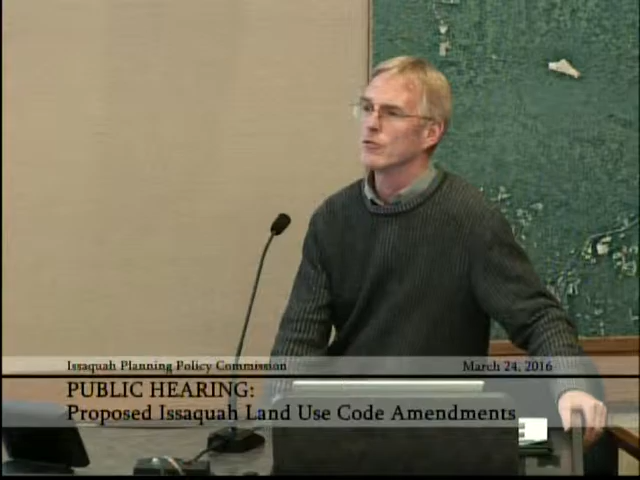 Issaquah Planning Policy Commission
March 24, 2016
PUBLIC HEARING:
Proposed Issaquah Land Use Code Amendments